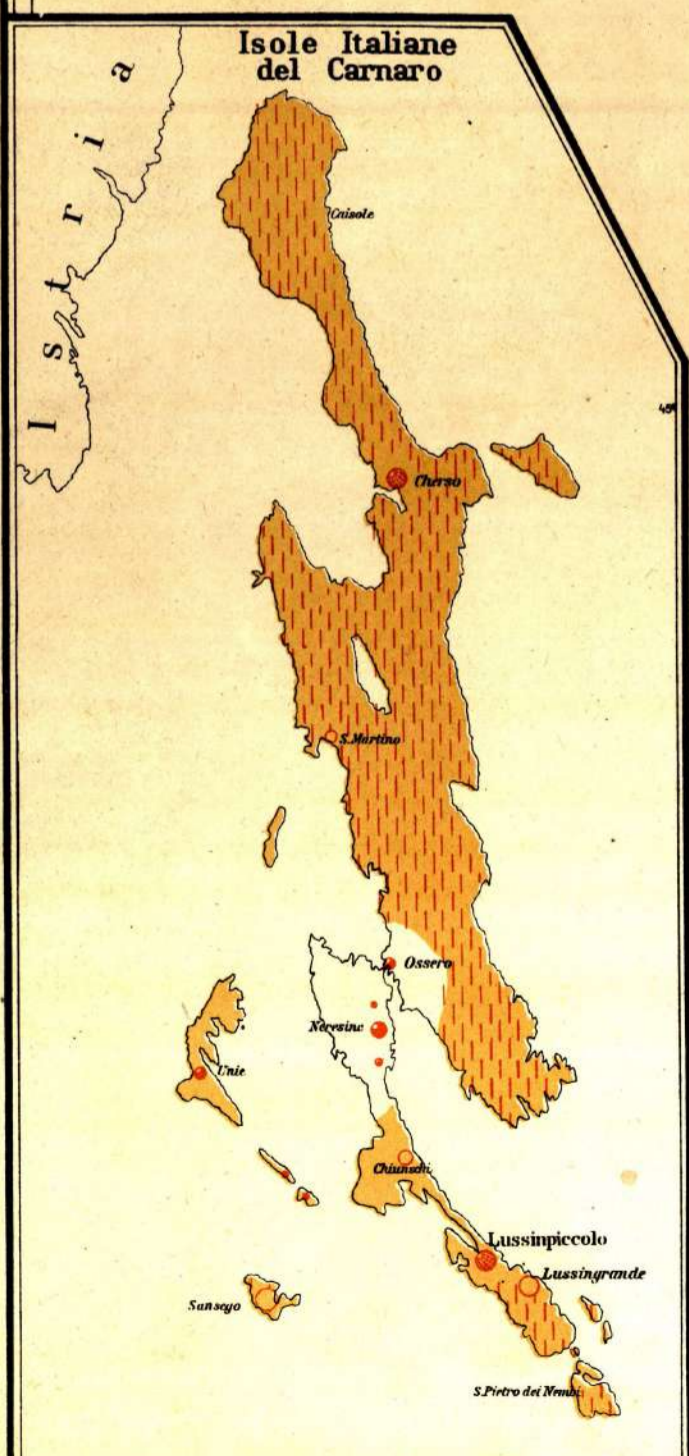 Isole Italiane
del Carnaro
Istria
Caisole
45°
Cherso
S. Martino
Ossero
Neresine
Unie
Chiunschi
Lussinpiccolo
Lussingrande
Sansego
S. Pietro dei Nembi